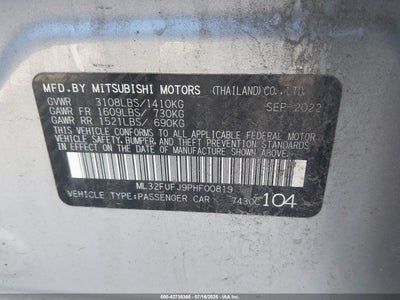 MFD.BY MITSUBISHI MOTORS (THAILAND) CO., LTD.
GVWR 3108LBS/1410KG SEP 2022
GAWR FR 1609LBS/ 730KG
GAWR RR 1521LBS/ 690KG
THIS VEHICLE CONFORMS TO ALL APPLICABLE FEDERAL MOTOR VEHICLE
SAFETY, BUMPER, AND THEFT PREVENTION STANDARDS
IN EFFECT ON THE DATE OF MANUFACTURE SHOWN ABOVE.
ML32FUFJ9PHF00819
VEHICLE TYPE:PASSENGER CAR 7430C 104